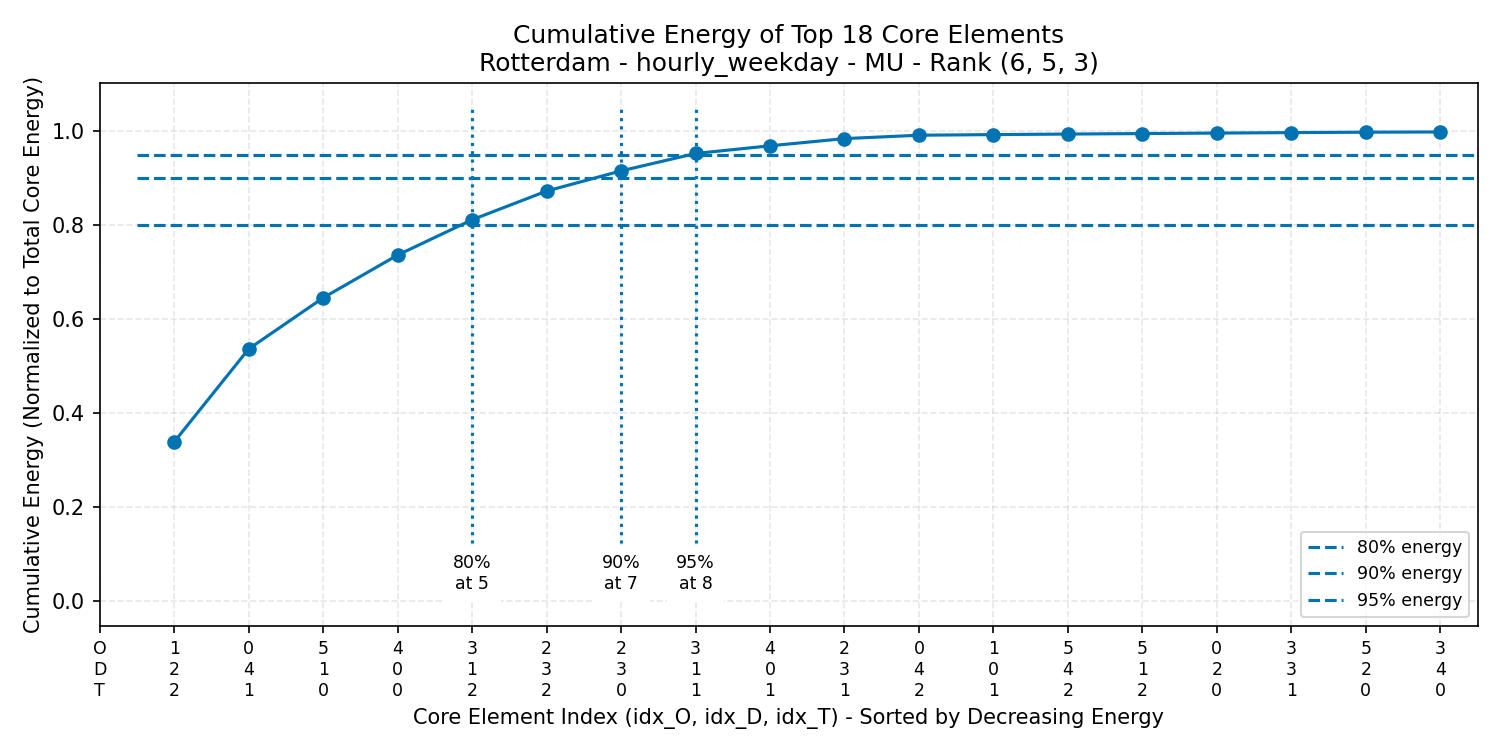 Cumulative Energy of Top 18 Core Elements
Rotterdam - hourly_weekday - MU - Rank (6, 5, 3)
Cumulative Energy (Normalized to Total Core Energy)
1.0
0.8
0.6
0.4
0.2
0.0
80%
at 5
90%
at 7
95%
at 8
80% energy
90% energy
95% energy
O 1 0 5 4 3 2 2 3 4 2 0 1 5 5 0 3 5 3
D 2 4 1 0 1 3 3 1 0 3 4 0 4 1 2 3 2 4
T 2 1 0 0 2 2 0 1 1 1 2 1 2 2 0 1 0 0
Core Element Index (idx_O, idx_D, idx_T) - Sorted by Decreasing Energy